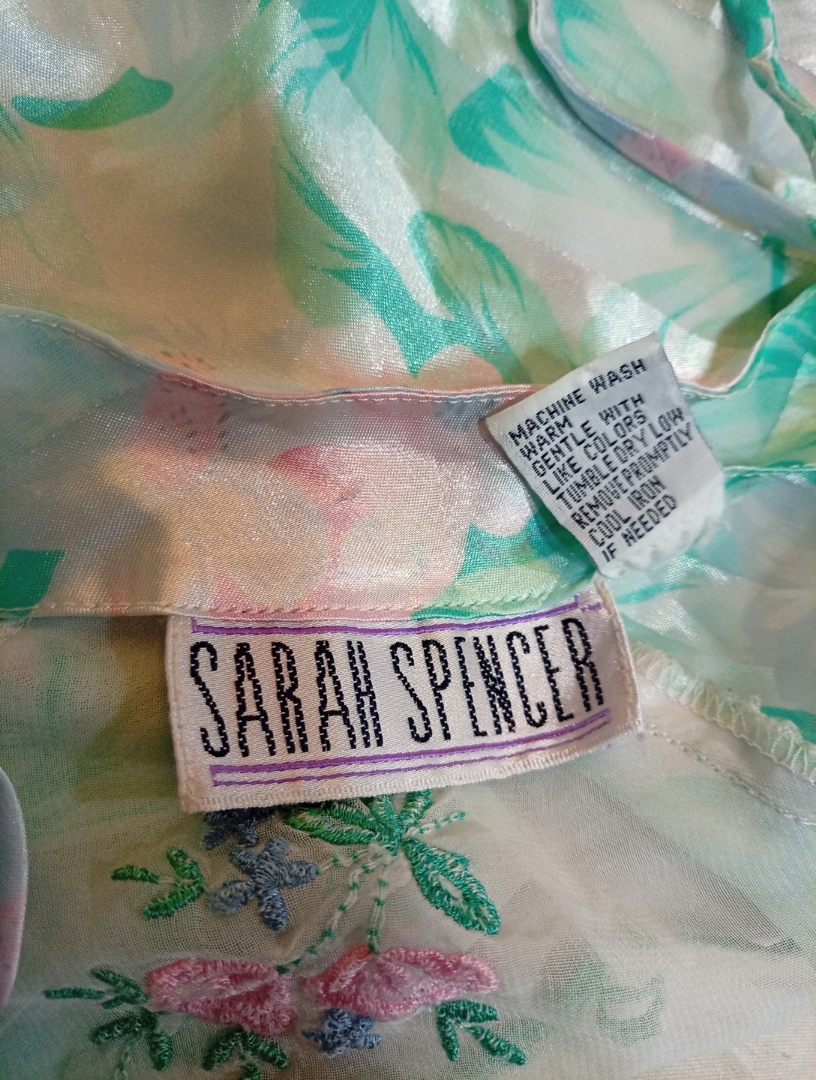 MACHINE WASH
WARM
GENTLE WITH
LIKE COLORS
TUMBLE DRY LOW
REMOVE PROMPTLY
COOL IRON
IF NEEDED
SARAH SPENCER